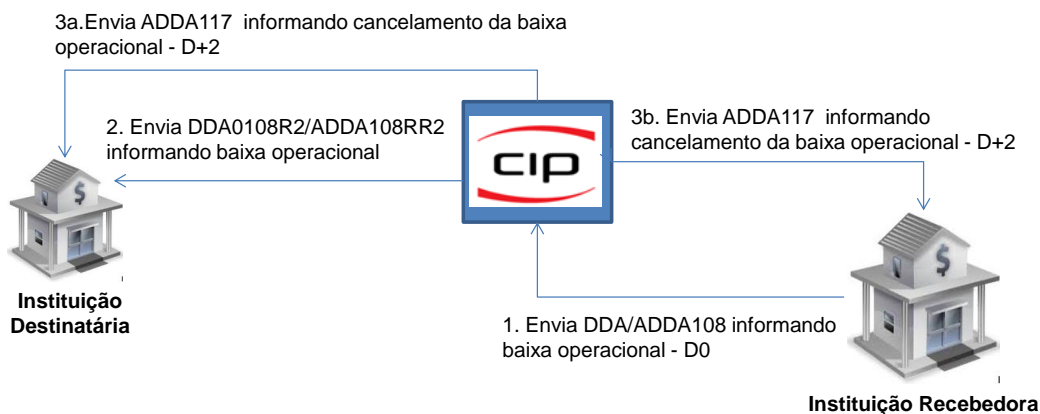 3a.Envia ADDA117 informando cancelamento da baixa
operacional - D+2
2. Envia DDA0108R2/ADDA108RR2
informando baixa operacional
3b. Envia ADDA117 informando
cancelamento da baixa operacional - D+2
CIP
$
$
Instituição
Destinatária
1. Envia DDA/ADDA108 informando
baixa operacional - D0
Instituição Recebedora